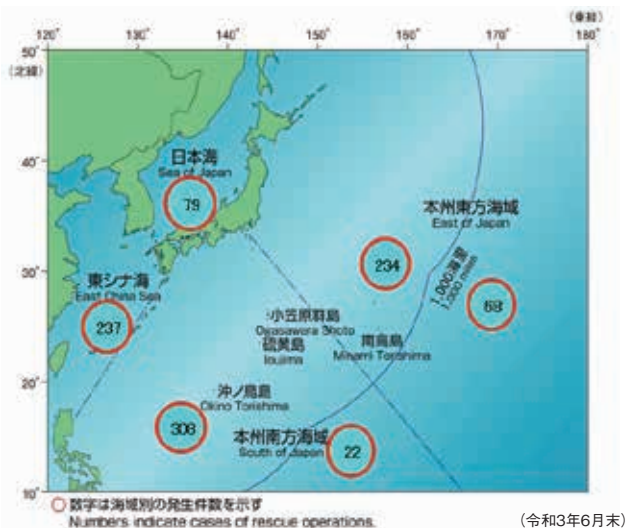 (東経)
120° 130° 140° 150° 160° 170° 180°
50°
(北緯)
40°
30°
20°
10°
日本海
Sea of Japan
79
本州東方海域
East of Japan
234
1,000海里
1,000 miles
東シナ海
East China Sea
237
小笠原群島
Ogasawara Shoto
硫黄島
Ioujima
南鳥島
Minami Torishima
沖ノ鳥島
Okino Torishima
308
本州南方海域
South of Japan
22
○数字は海域別の発生件数を示す
Numbers indicate cases of rescue operations.
(令和3年6月末)